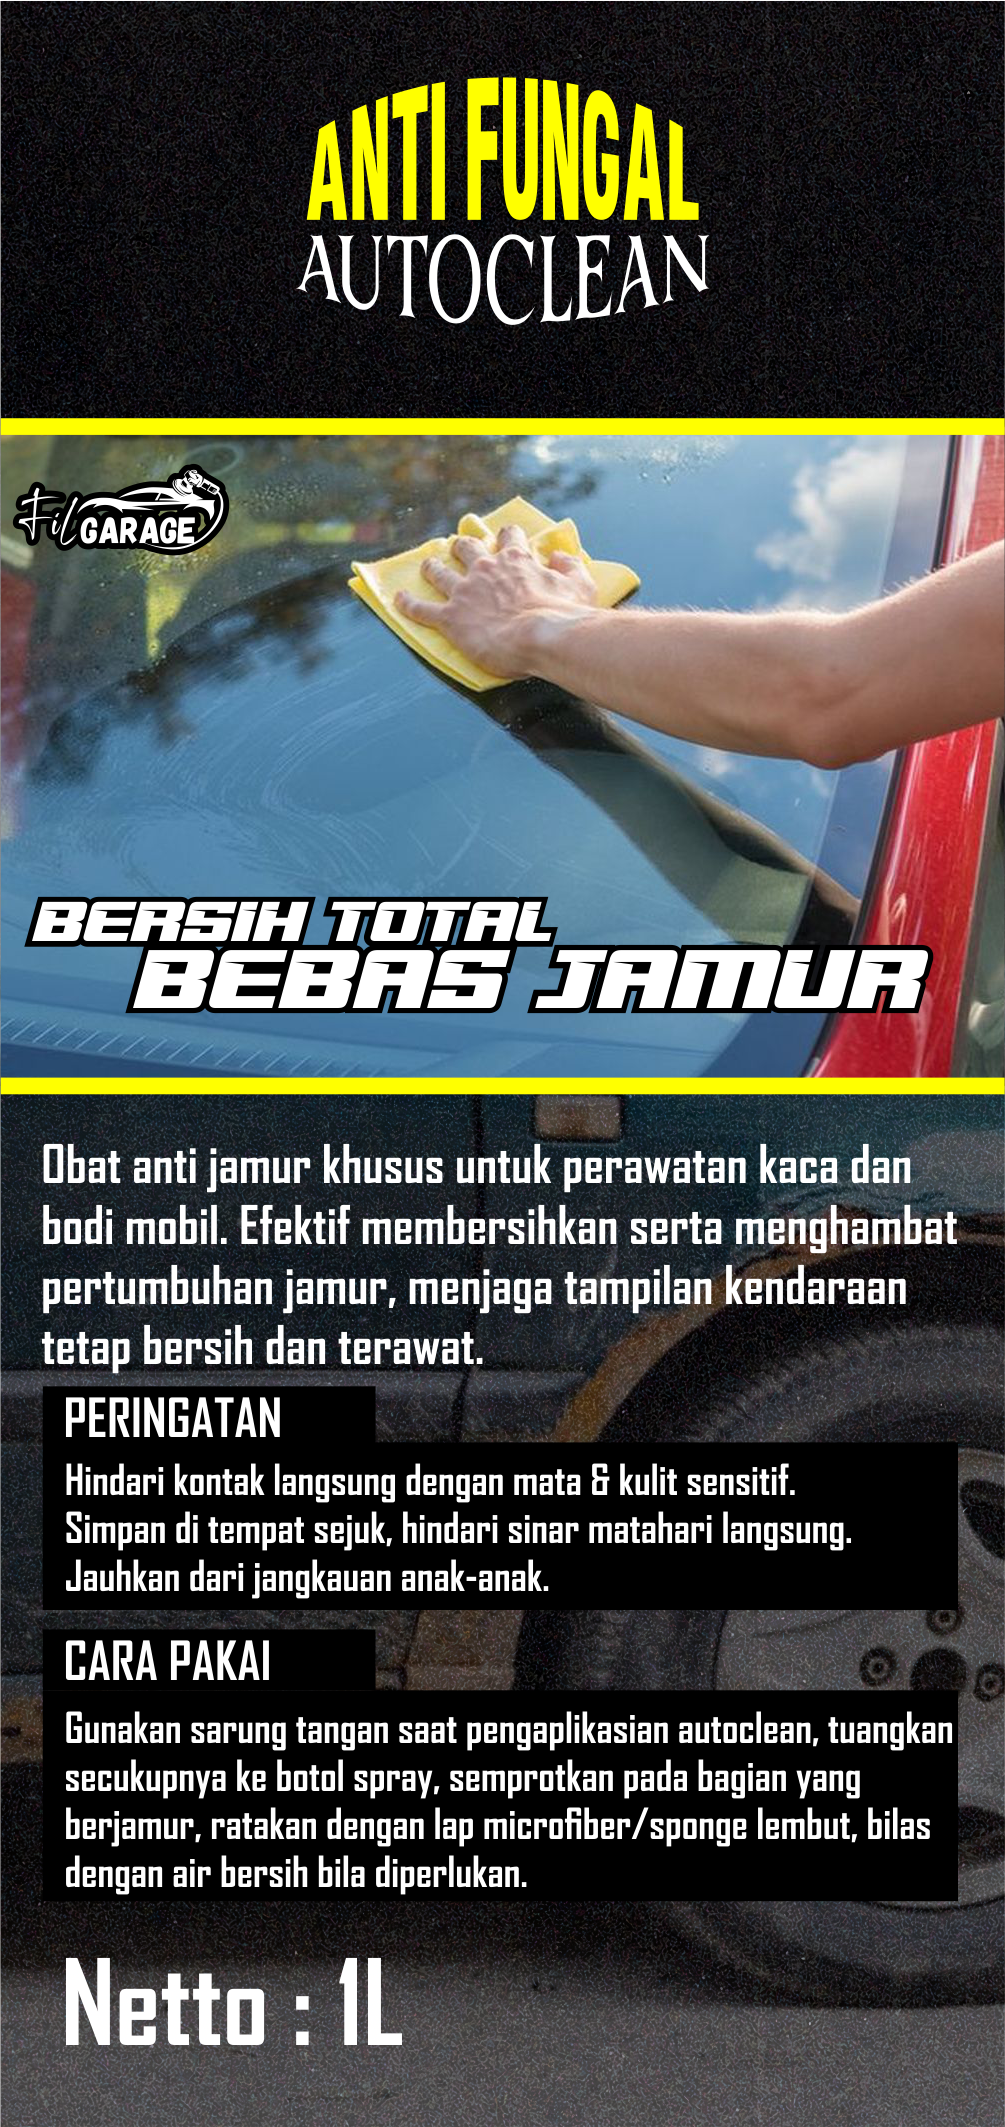 ANTI FUNGAL
AUTOCLEAN
Fil GARAGE
BERSIH TOTAL
BEBAS JAMUR
Obat anti jamur khusus untuk perawatan kaca dan
bodi mobil. Efektif membersihkan serta menghambat
pertumbuhan jamur, menjaga tampilan kendaraan
tetap bersih dan terawat.
PERINGATAN
Hindari kontak langsung dengan mata & kulit sensitif.
Simpan di tempat sejuk, hindari sinar matahari langsung.
Jauhkan dari jangkauan anak-anak.
CARA PAKAI
Gunakan sarung tangan saat pengaplikasian autoclean, tuangkan
secukupnya ke botol spray, semprotkan pada bagian yang
berjamur, ratakan dengan lap microfiber/sponge lembut, bilas
dengan air bersih bila diperlukan.
Netto : 1L